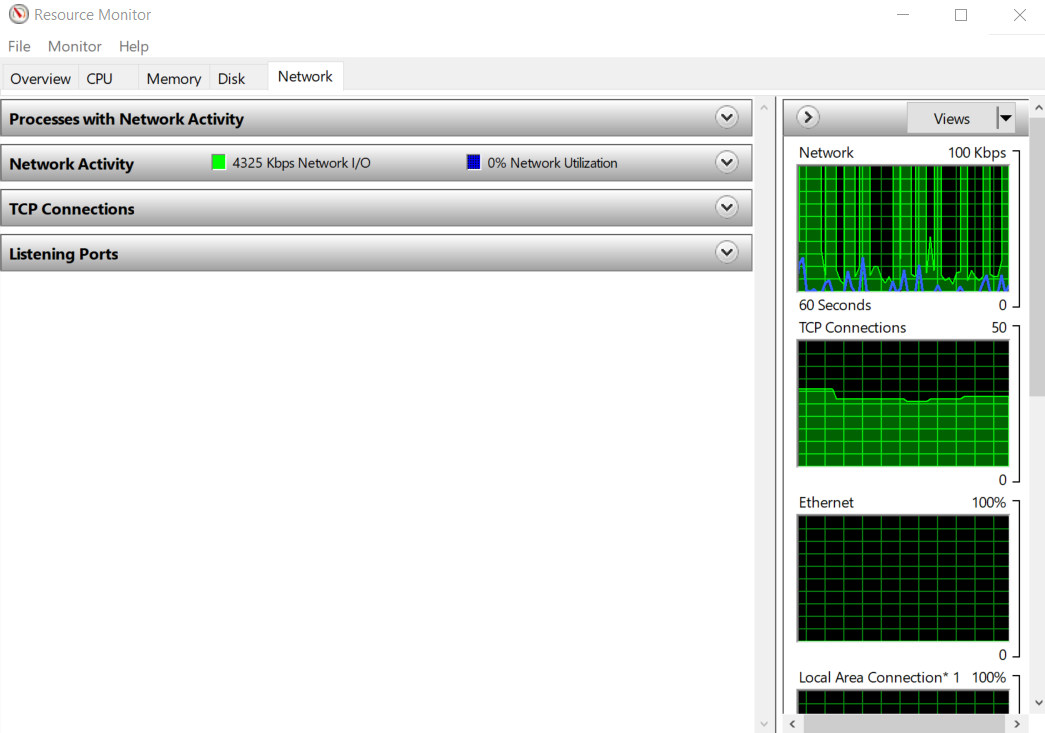 Resource Monitor
File Monitor Help
Overview CPU Memory Disk Network
Processes with Network Activity
Network Activity 4325 Kbps Network I/O 0% Network Utilization
TCP Connections
Listening Ports
Views
Network 100 Kbps
60 Seconds 0
TCP Connections 50
0
Ethernet 100%
0
Local Area Connection* 1 100%